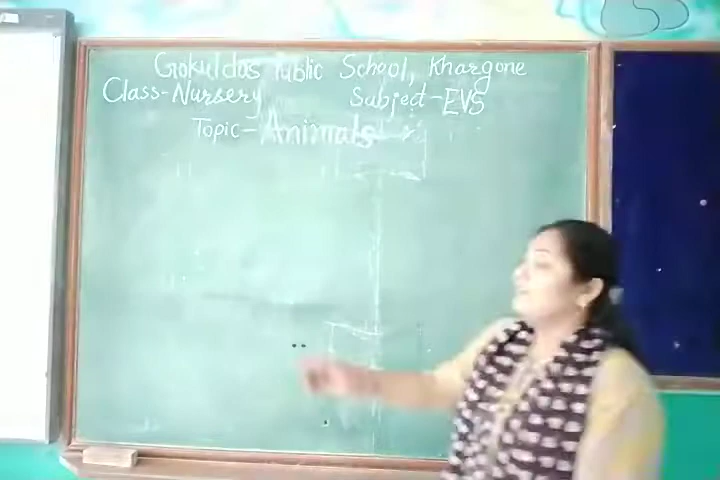 Gokuldas Public School, Khargone
Class-Nursery Subject-EVS
Topic-Animals